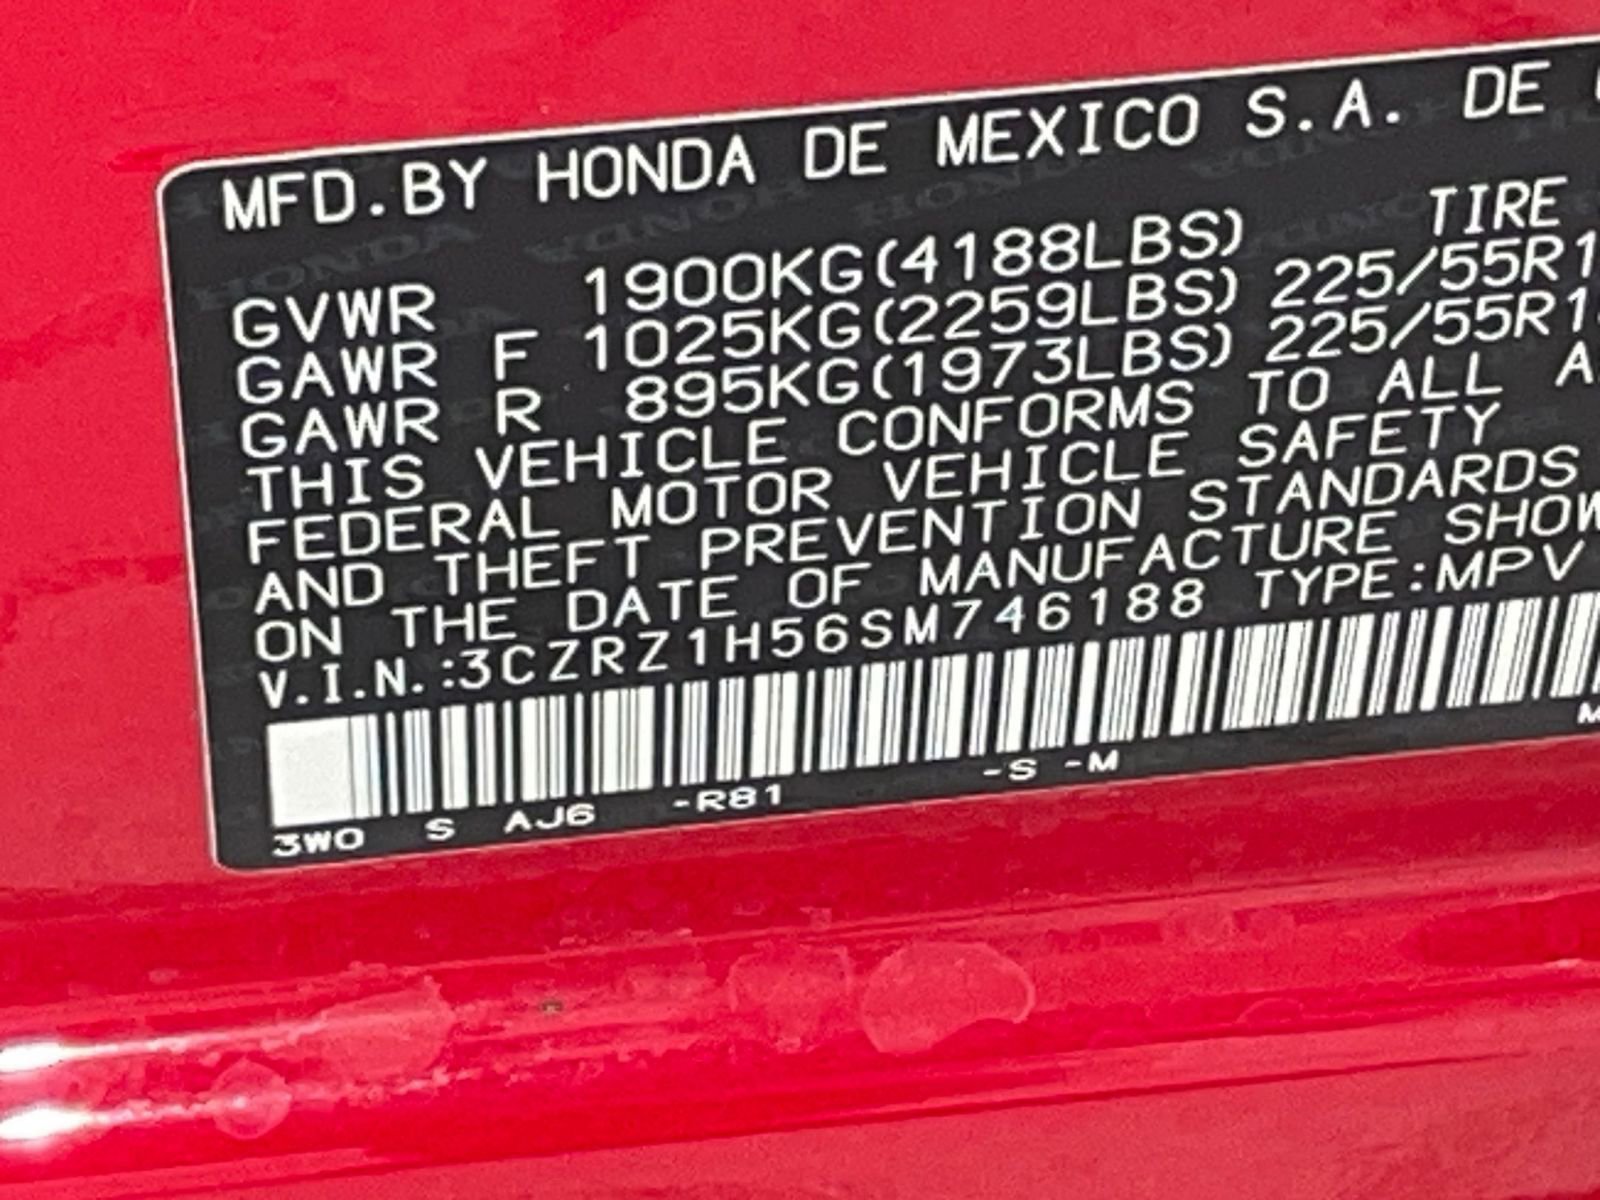 MFD.BY HONDA DE MEXICO S.A. DE
TIRE
GVWR 1900KG(4188LBS)
GAWR F 1025KG(2259LBS) 225/55R1
GAWR R 895KG(1973LBS) 225/55R1
THIS VEHICLE CONFORMS TO ALL A
FEDERAL MOTOR VEHICLE SAFETY
AND THEFT PREVENTION STANDARDS
ON THE DATE OF MANUFACTURE SHOW
V.I.N.:3CZRZ1H56SM746188 TYPE:MPV
3WO S AJ6 -R81 -S -M M